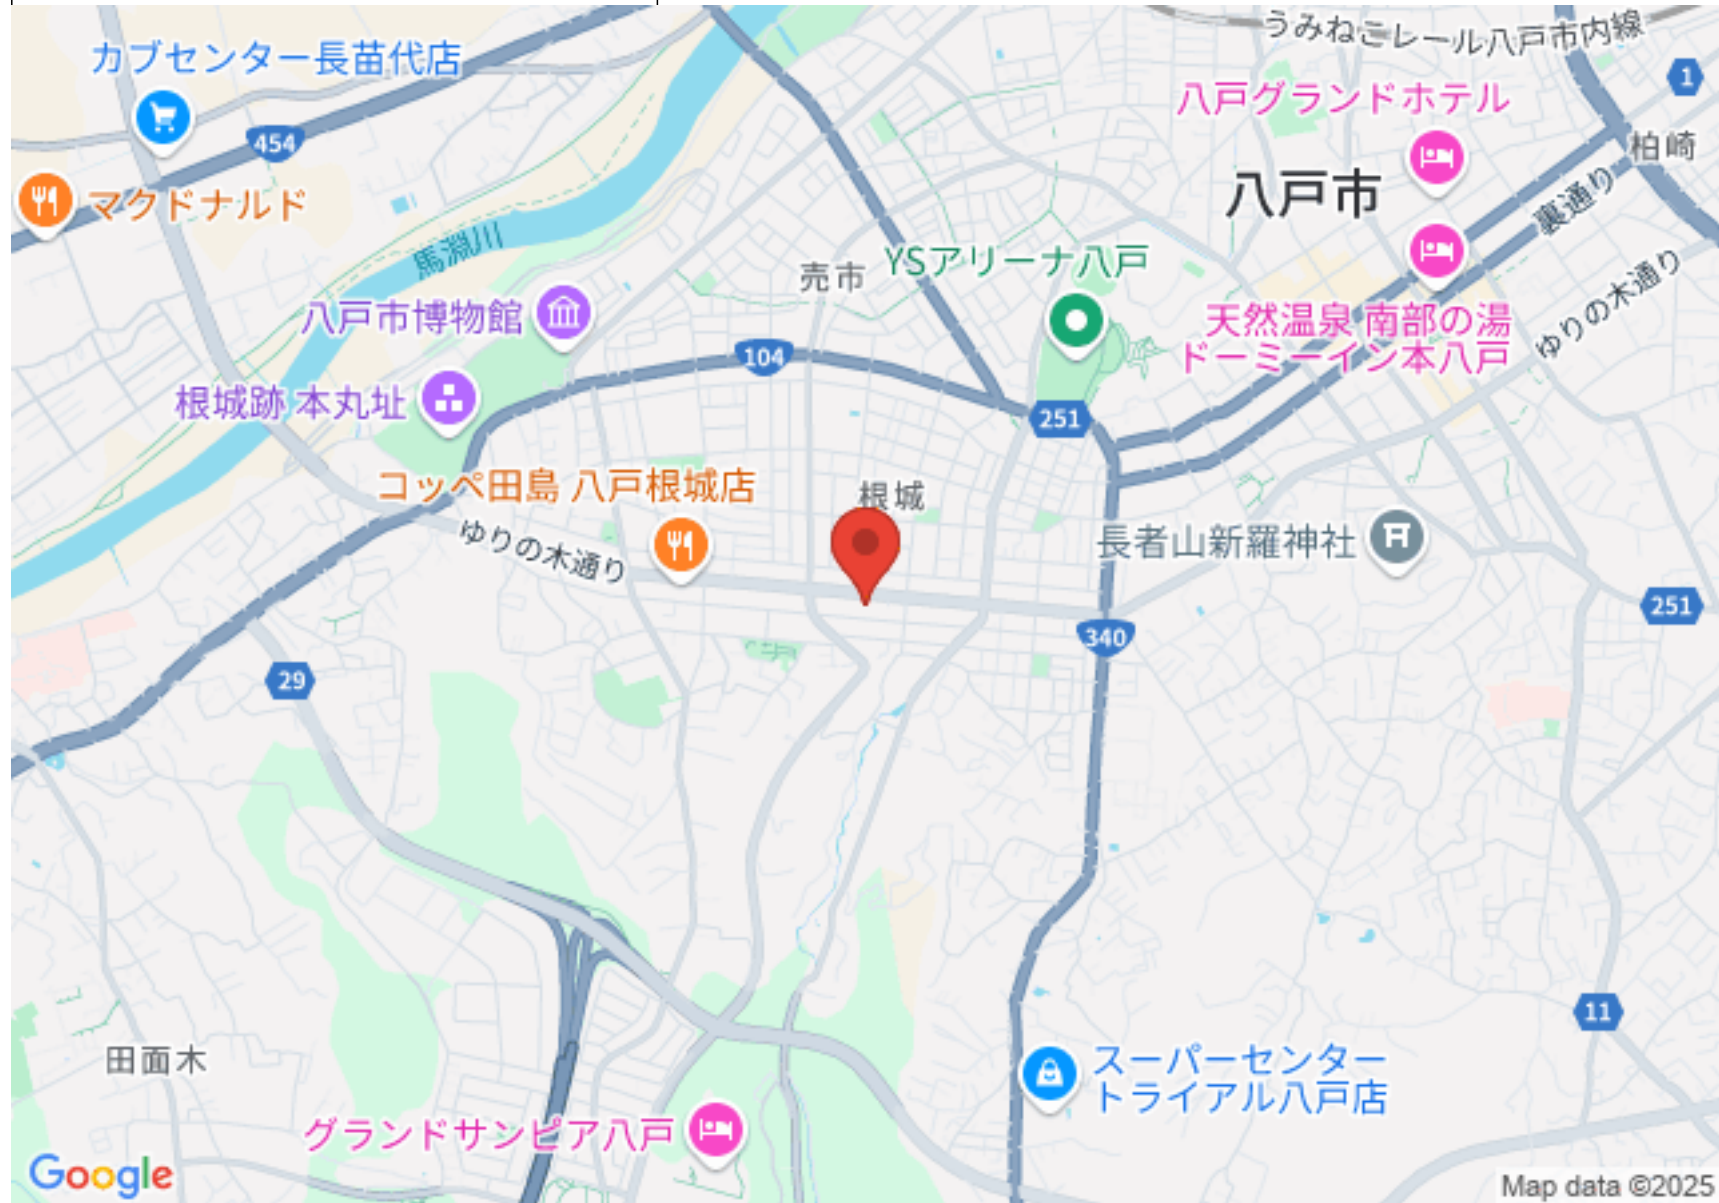 うみねこレール八戸市内線
カブセンター長苗代店
1
八戸グランドホテル
454
柏崎
マクドナルド
八戸市
裏通り
馬淵川
売市
YSアリーナ八戸
八戸市博物館
天然温泉 南部の湯
ドーミーイン本八戸
ゆりの木通り
104
根城跡 本丸址
251
コッペ田島 八戸根城店
根城
ゆりの木通り
長者山新羅神社
251
340
29
11
田面木
スーパーセンター
トライアル八戸店
グランドサンピア八戸
Google
Map data ©2025